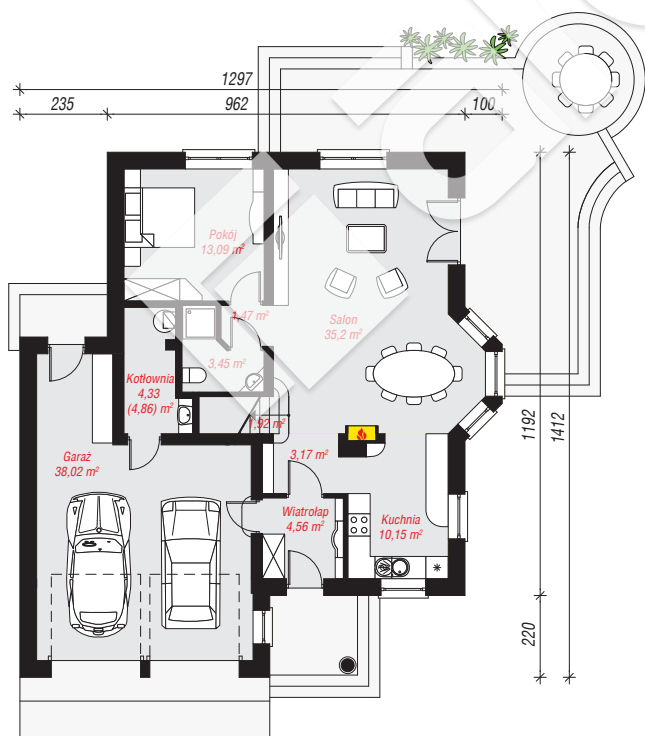 1297
235
962
100
Pokój
13,09 m²
1,47 m²
Salon
35,2 m²
3,45 m²
Kotłownia
4,33
(4,86) m²
1,92 m²
3,17 m²
Garaż
38,02 m²
Wiatrołap
4,56 m²
Kuchnia
10,15 m²
1192
1412
220